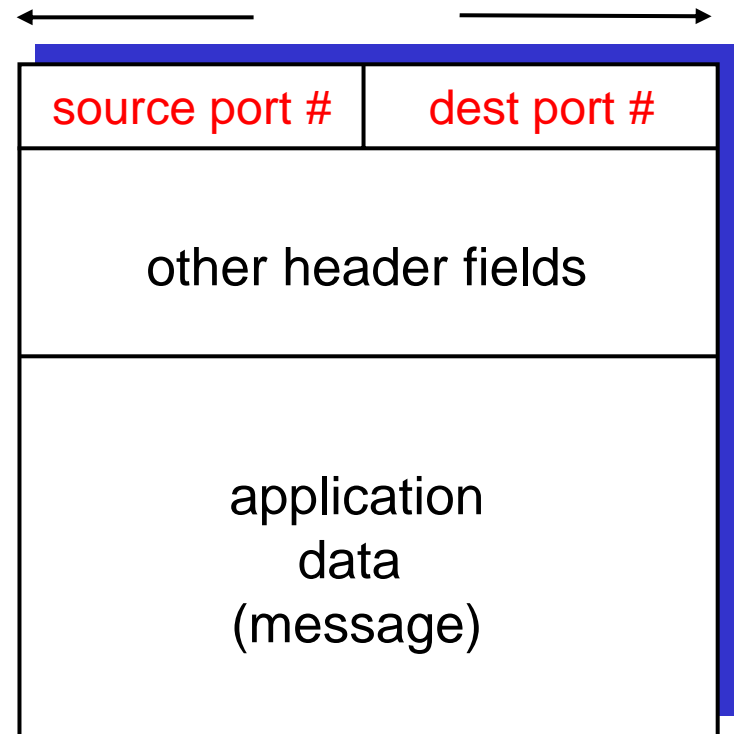 source port #
dest port #
other header fields
application
data
(message)